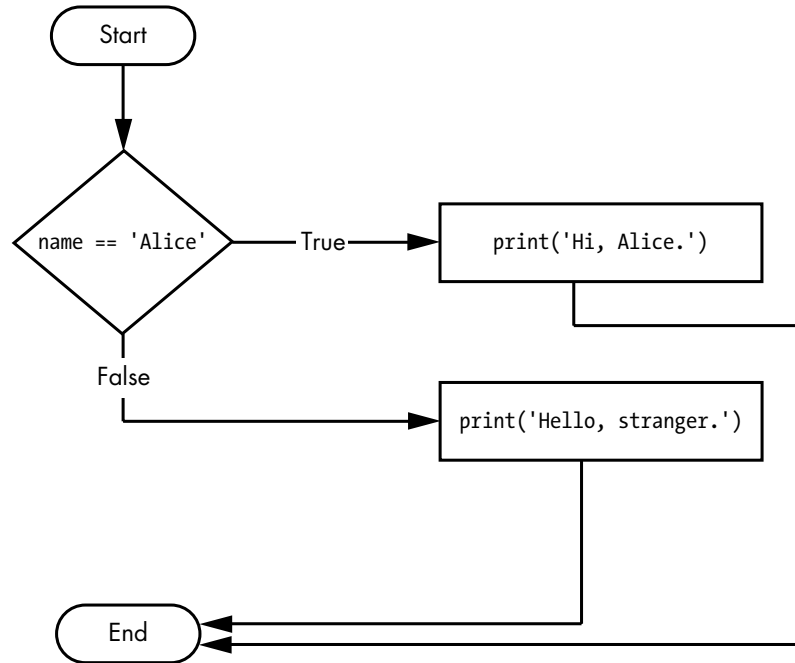 Start
name == 'Alice'
True
print('Hi, Alice.')
False
print('Hello, stranger.')
End